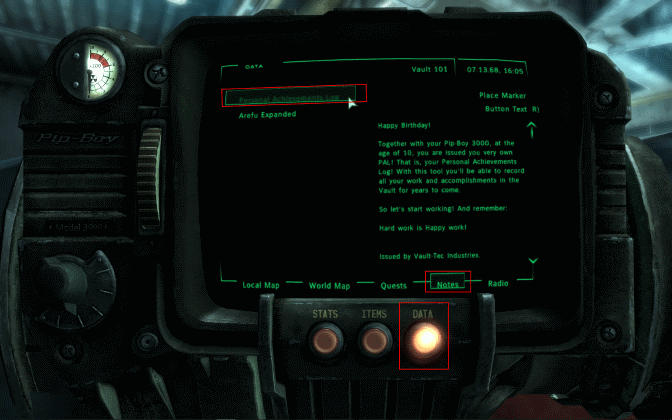 DATA
Vault 101
07.13.68, 16:05
Personal Achievements Log
Arefu Expanded
Place Marker
Button Text R)
Happy Birthday!
Together with your Pip-Boy 3000, at the
age of 10, you are issued you very own
PAL! That is, your Personal Achievements
Log! With this tool you'll be able to record
all your work and accomplishments in the
Vault for years to come.
So let's start working! And remember:
Hard work is Happy work!
Issued by Vault-Tec Industries.
Local Map
World Map
Quests
Notes
Radio
Pip-Boy
Model 3000
STATS
ITEMS
DATA